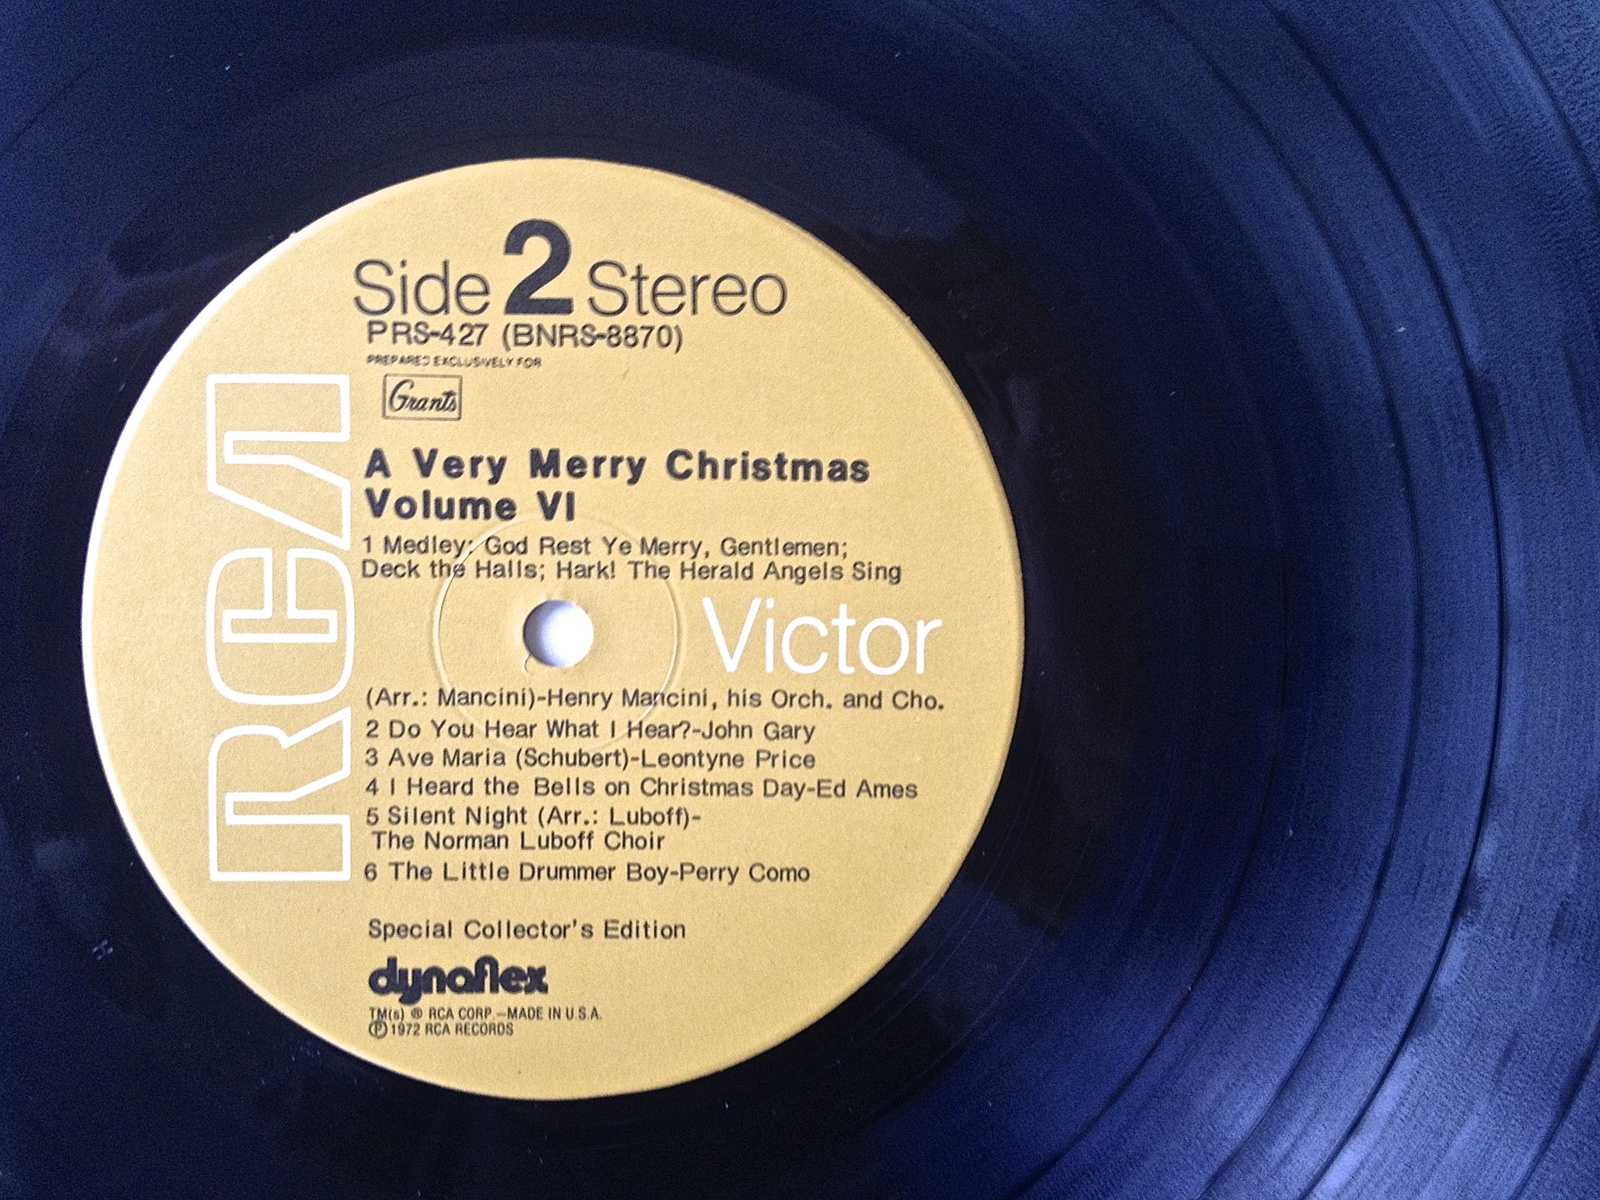 Side 2 Stereo
PRS-427 (BNRS-8870)
PREPARED EXCLUSIVELY FOR
Grants
A Very Merry Christmas
Volume VI
1 Medley: God Rest Ye Merry, Gentlemen;
Deck the Halls; Hark! The Herald Angels Sing
RCA
Victor
(Arr.: Mancini)-Henry Mancini, his Orch. and Cho.
2 Do You Hear What I Hear?-John Gary
3 Ave Maria (Schubert)-Leontyne Price
4 I Heard the Bells on Christmas Day-Ed Ames
5 Silent Night (Arr.: Luboff)-
The Norman Luboff Choir
6 The Little Drummer Boy-Perry Como
Special Collector's Edition
dynaflex
TM(s) ® RCA CORP.-MADE IN U.S.A.
℗ 1972 RCA RECORDS